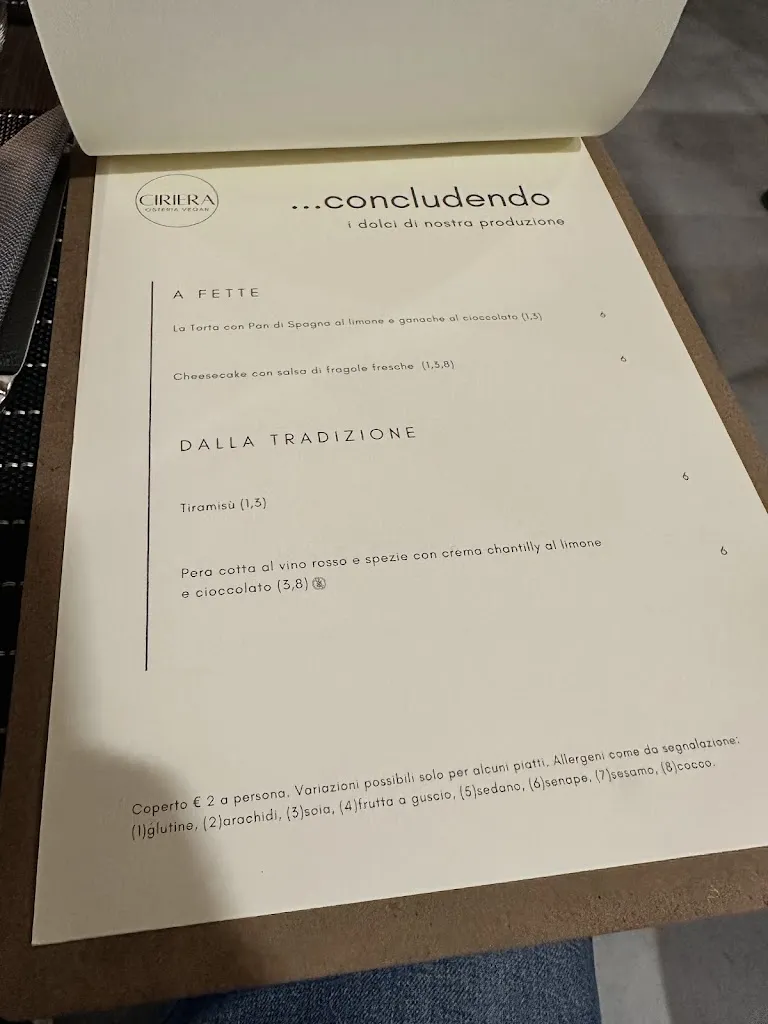 CIRIERA
OSTERIA VEGAN
...concludendo
i dolci di nostra produzione
A FETTE
La Torta con Pan di Spagna al limone e ganache al cioccolato (1,3) 6
Cheesecake con salsa di fragole fresche (1,3,8) 6
DALLA TRADIZIONE
Tiramisù (1,3) 6
Pera cotta al vino rosso e spezie con crema chantilly al limone 6
e cioccolato (3,8)
Coperto € 2 a persona. Variazioni possibili solo per alcuni piatti. Allergeni come da segnalazione:
(1)glutine, (2)arachidi, (3)soia, (4)frutta a guscio, (5)sedano, (6)senape, (7)sesamo, (8)cocco.